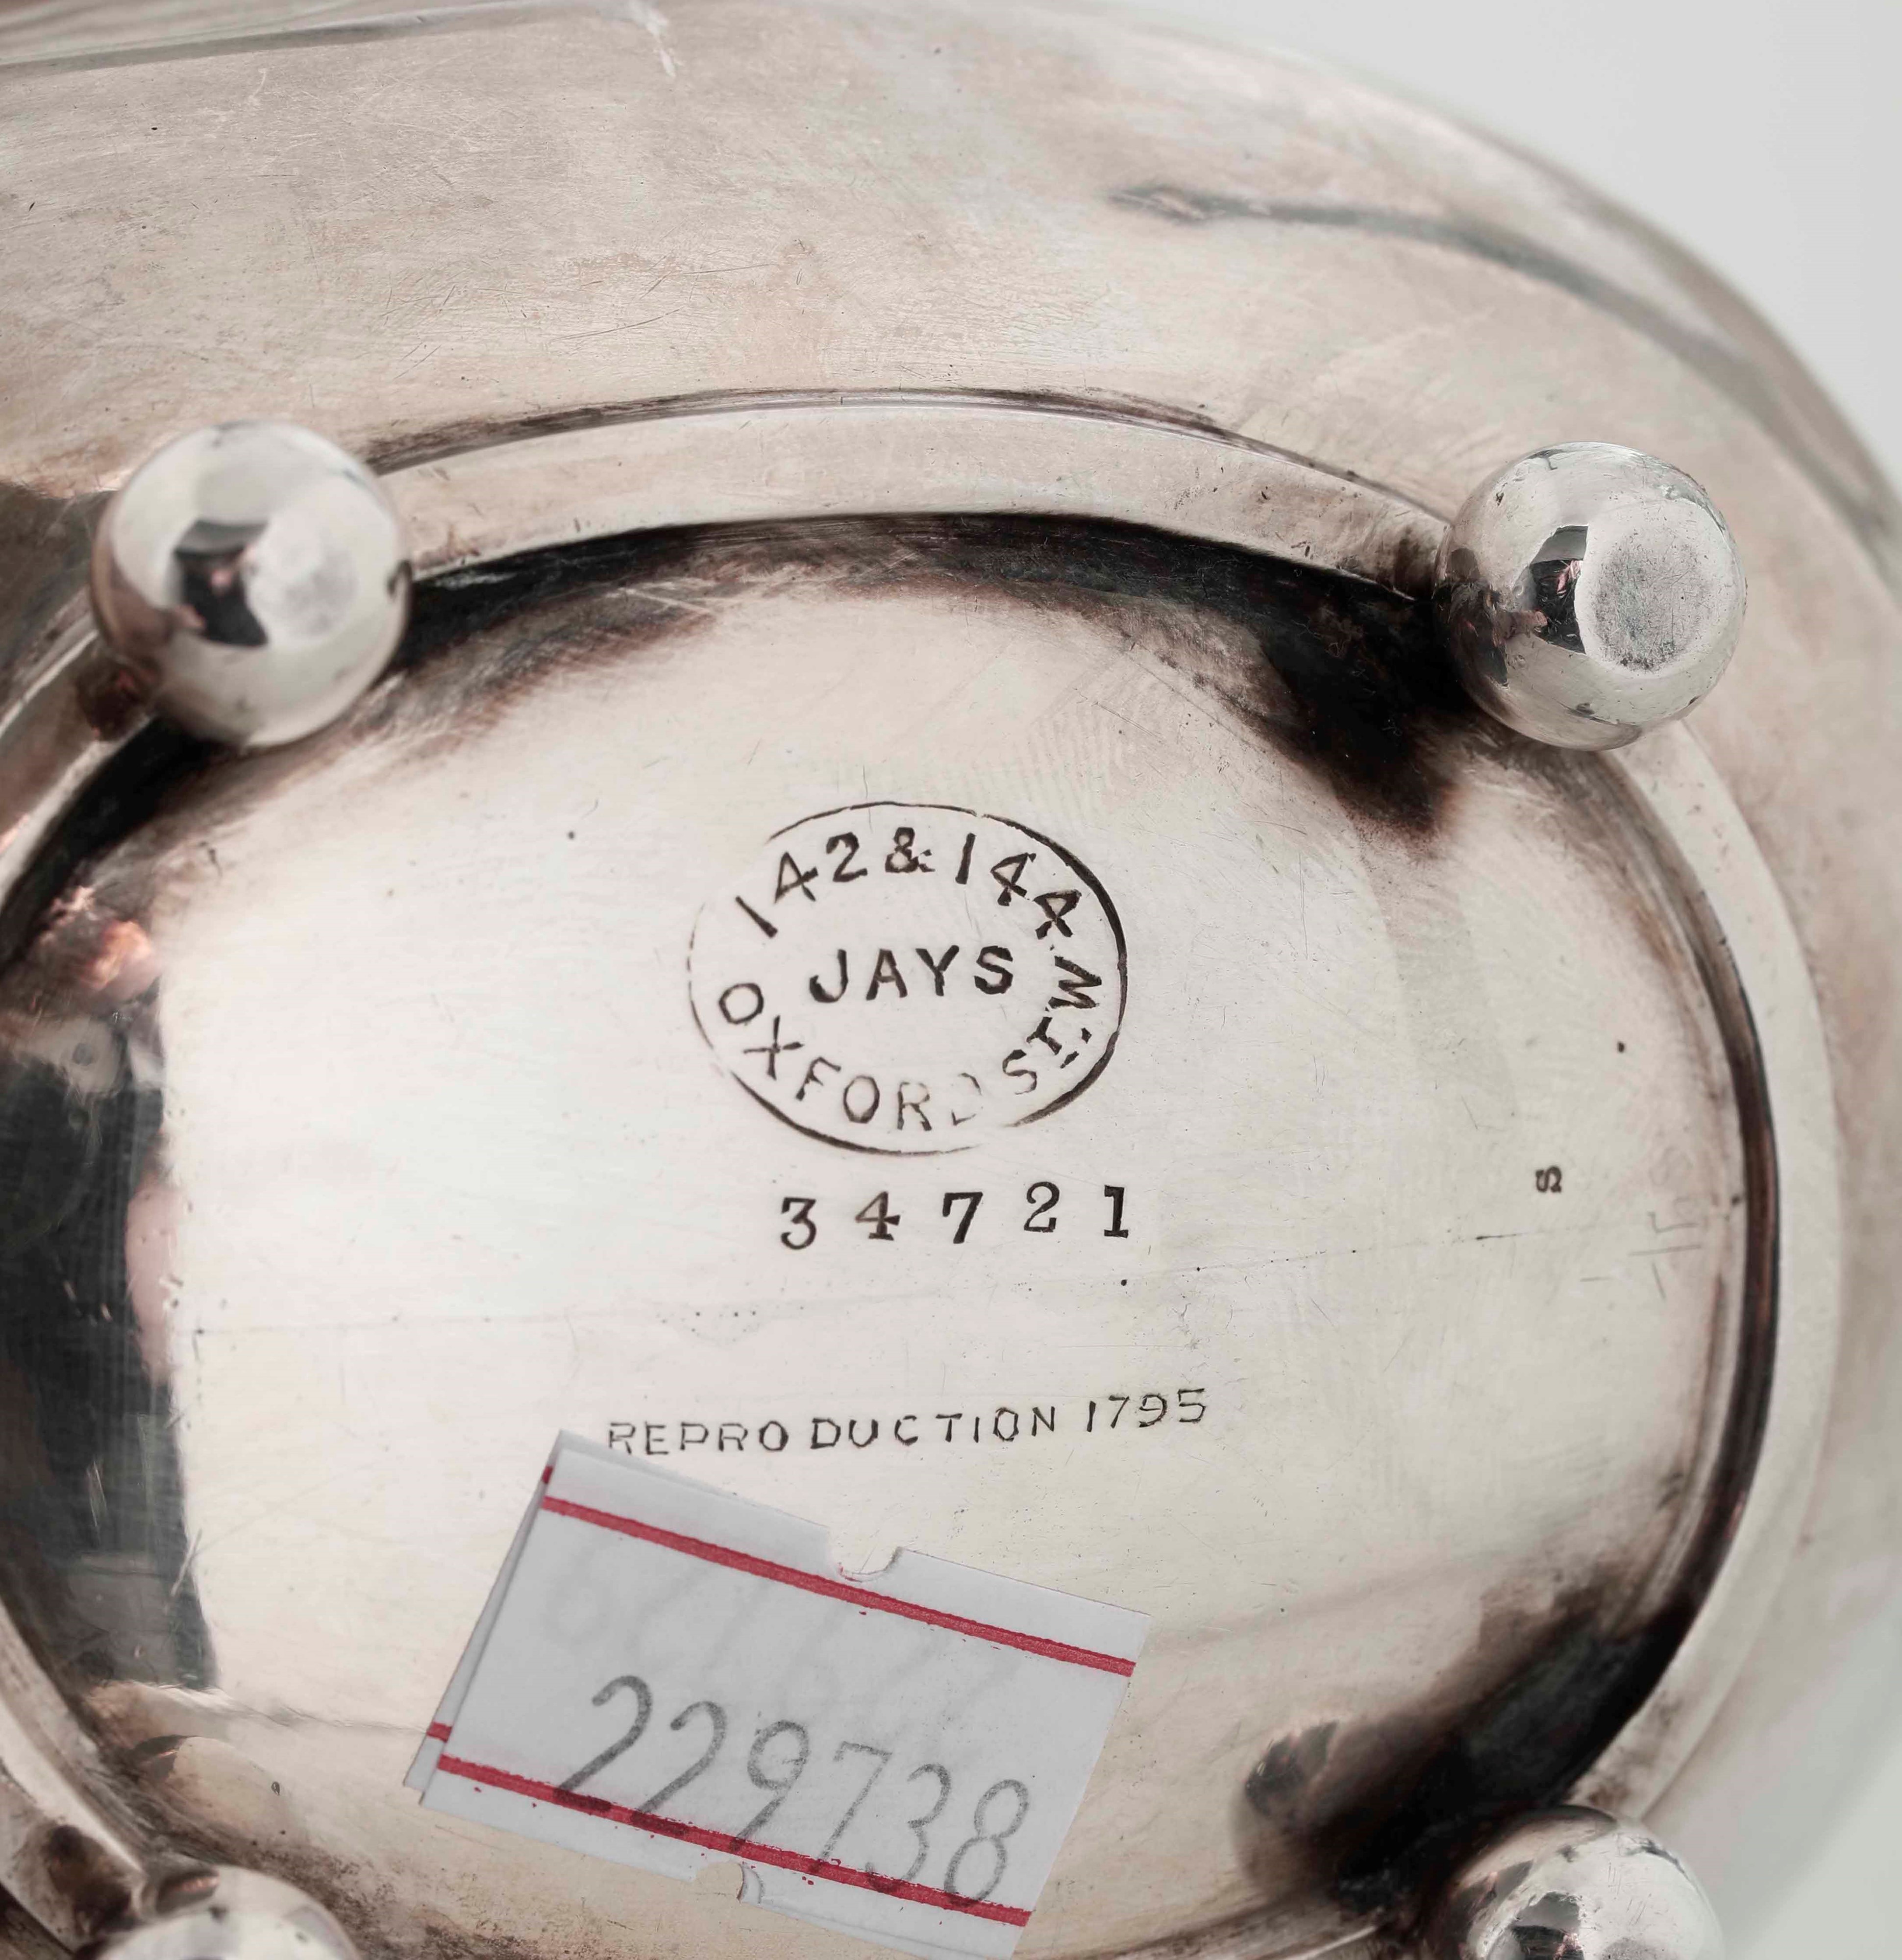 142 & 144
JAYS
OXFORD ST. W.
34721
S
REPRODUCTION 1795
229738